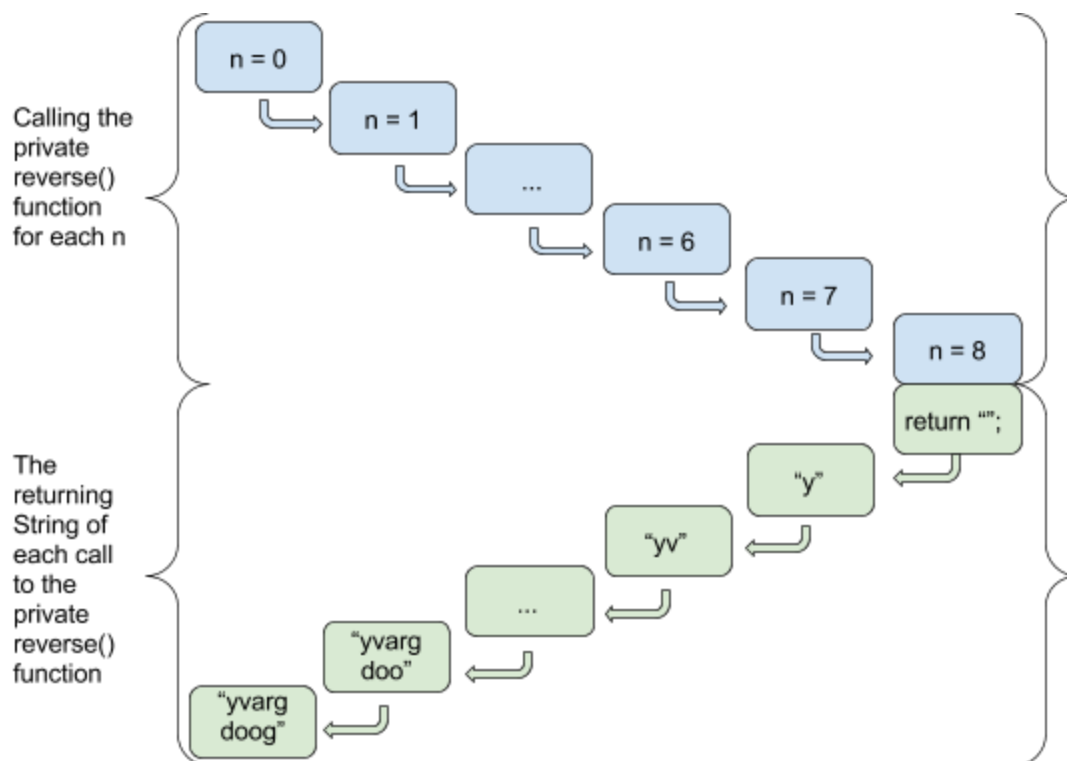 n = 0
Calling the
private
reverse()
function
for each n
n = 1
...
n = 6
n = 7
n = 8
return “”;
The
returning
String of
each call
to the
private
reverse()
function
“y”
“yv”
...
“yvarg
doo”
“yvarg
doog”